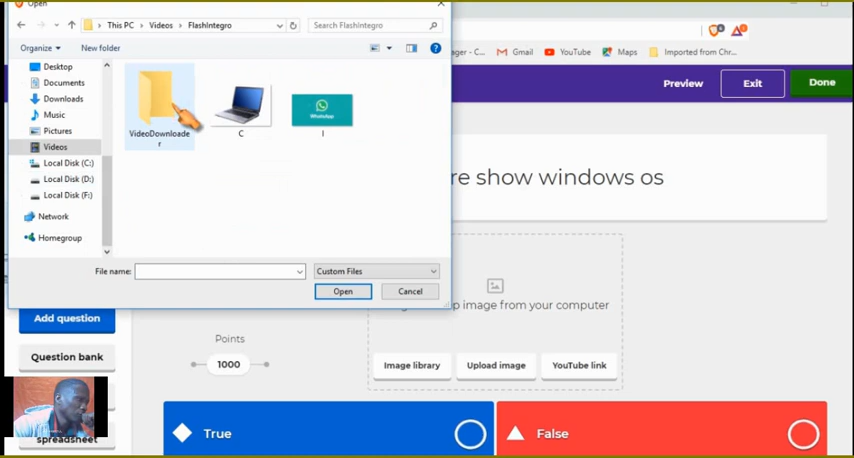 Open
This PC > Videos > FlashIntegro
Search FlashIntegro
Organize
New folder
Desktop
Documents
Downloads
Music
Pictures
Videos
Local Disk (C:)
Local Disk (D:)
Local Disk (F:)
Network
Homegroup
VideoDownloade
r
C
I
WhatsApp
File name:
Custom Files
Open
Cancel
ager - C...
Gmail
YouTube
Maps
Imported from Chr...
Preview
Exit
Done
re show windows os
p image from your computer
Image library
Upload image
YouTube link
Add question
Question bank
spreadsheet
Points
1000
True
False